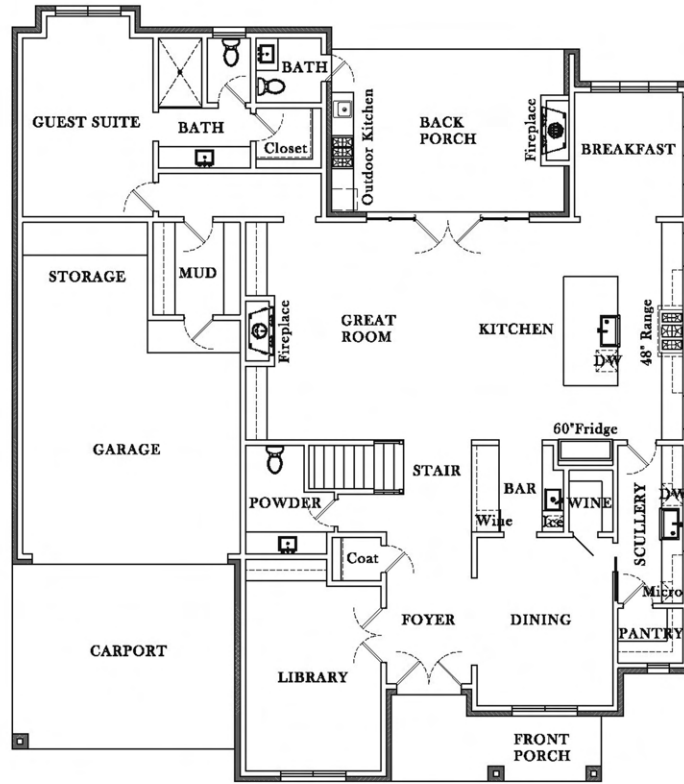 BATH
GUEST SUITE
BATH
Closet
Outdoor Kitchen
BACK
PORCH
Fireplace
BREAKFAST
STORAGE
MUD
Fireplace
GREAT
ROOM
KITCHEN
DW
48" Range
60"Fridge
GARAGE
STAIR
POWDER
BAR
Wine
Ice
WINE
SCULLERY
DW
Micro
Coat
FOYER
DINING
PANTRY
CARPORT
LIBRARY
FRONT
PORCH